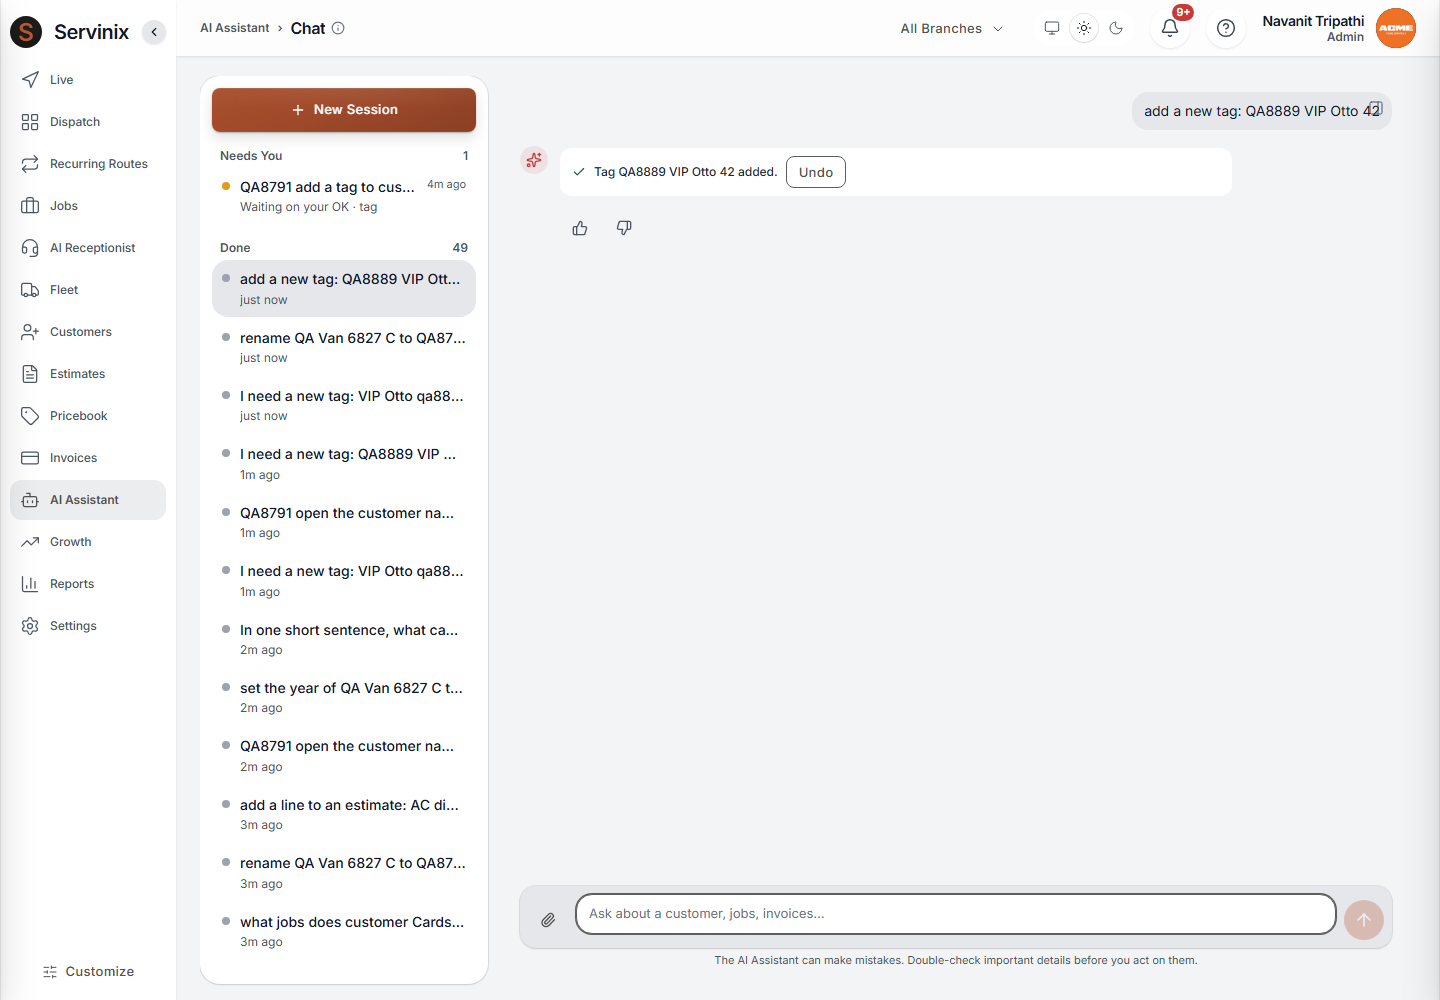 S
Servinix
Live
Dispatch
Recurring Routes
Jobs
AI Receptionist
Fleet
Customers
Estimates
Pricebook
Invoices
AI Assistant
Growth
Reports
Settings
Customize
AI Assistant › Chat
All Branches
9+
Navanit Tripathi
Admin
ACME
+ New Session
Needs You 1
QA8791 add a tag to cus... 4m ago
Waiting on your OK · tag
Done 49
add a new tag: QA8889 VIP Ott...
just now
rename QA Van 6827 C to QA87...
just now
I need a new tag: VIP Otto qa88...
just now
I need a new tag: QA8889 VIP ...
1m ago
QA8791 open the customer na...
1m ago
I need a new tag: VIP Otto qa88...
1m ago
In one short sentence, what ca...
2m ago
set the year of QA Van 6827 C t...
2m ago
QA8791 open the customer na...
2m ago
add a line to an estimate: AC di...
3m ago
rename QA Van 6827 C to QA87...
3m ago
what jobs does customer Cards...
3m ago
add a new tag: QA8889 VIP Otto 42
Tag QA8889 VIP Otto 42 added. Undo
Ask about a customer, jobs, invoices...
The AI Assistant can make mistakes. Double-check important details before you act on them.